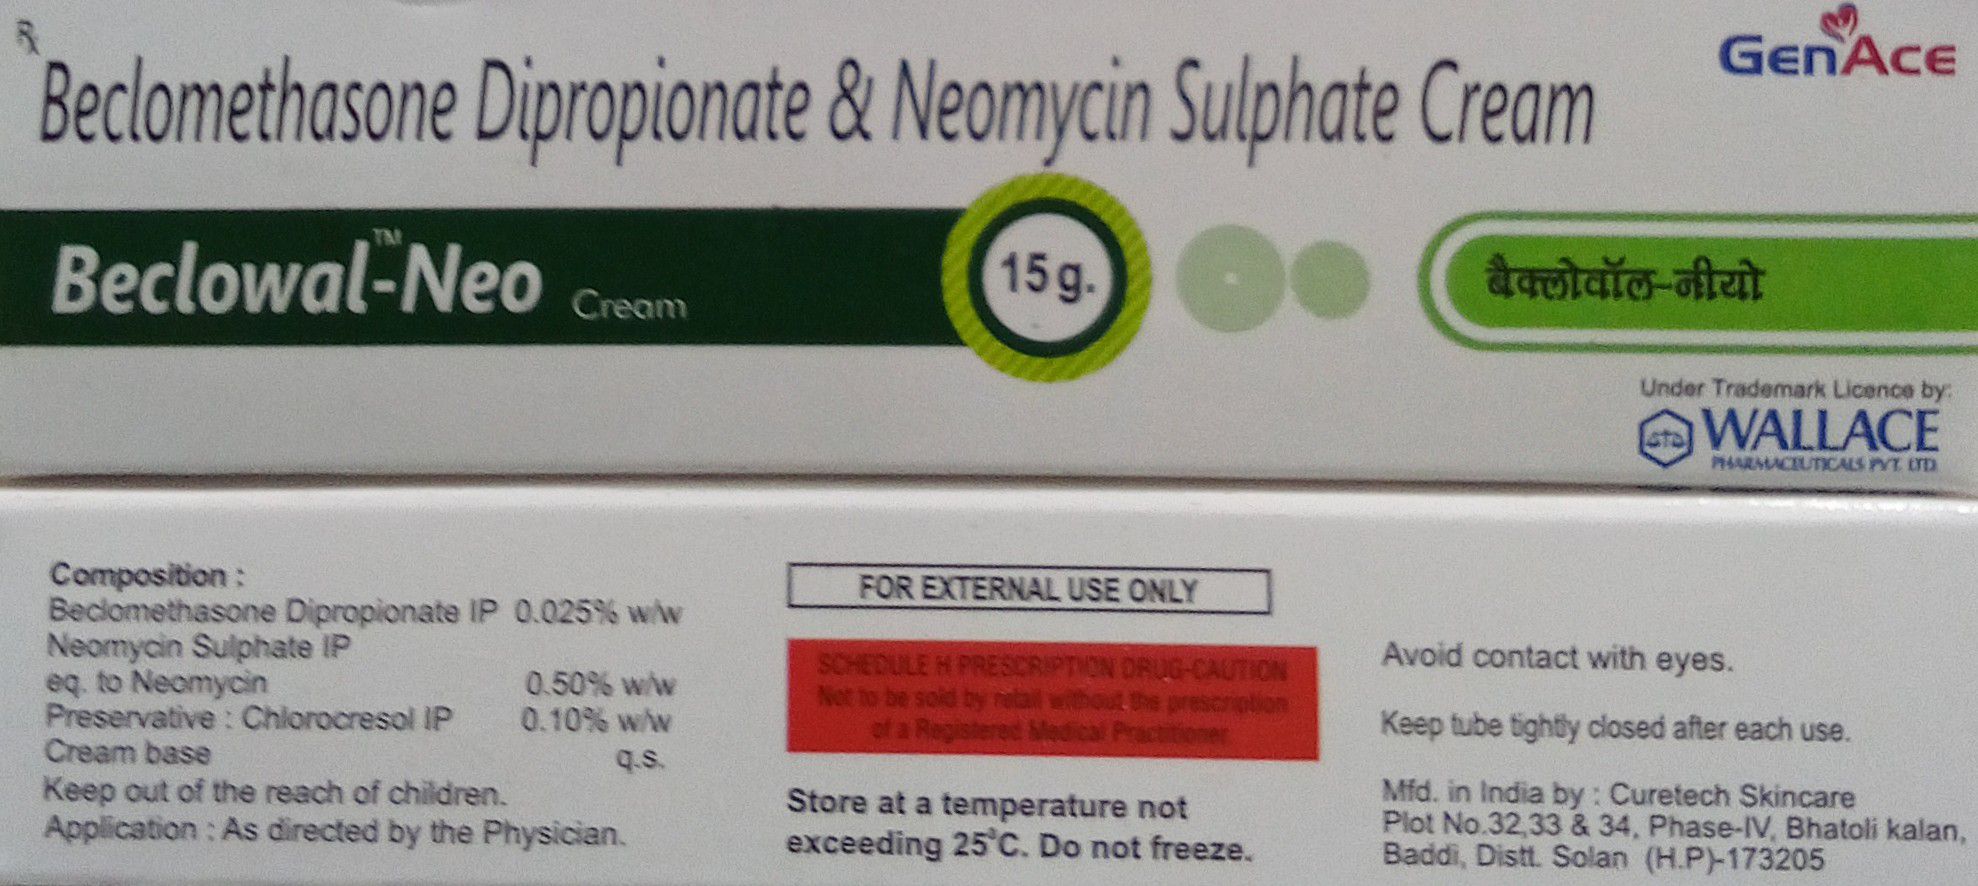 Rx
Beclomethasone Dipropionate & Neomycin Sulphate Cream
GenAce
Beclowal™-Neo Cream
15 g.
बैक्लोवॉल-नीयो
Under Trademark Licence by:
WALLACE
PHARMACEUTICALS PVT. LTD.
Composition :
Beclomethasone Dipropionate IP 0.025% w/w
Neomycin Sulphate IP
eq. to Neomycin 0.50% w/w
Preservative : Chlorocresol IP 0.10% w/w
Cream base q.s.
Keep out of the reach of children.
Application : As directed by the Physician.
FOR EXTERNAL USE ONLY
SCHEDULE H PRESCRIPTION DRUG-CAUTION
Not to be sold by retail without the prescription
of a Registered Medical Practitioner
Store at a temperature not
exceeding 25°C. Do not freeze.
Avoid contact with eyes.
Keep tube tightly closed after each use.
Mfd. in India by : Curetech Skincare
Plot No.32,33 & 34, Phase-IV, Bhatoli kalan,
Baddi, Distt. Solan (H.P)-173205